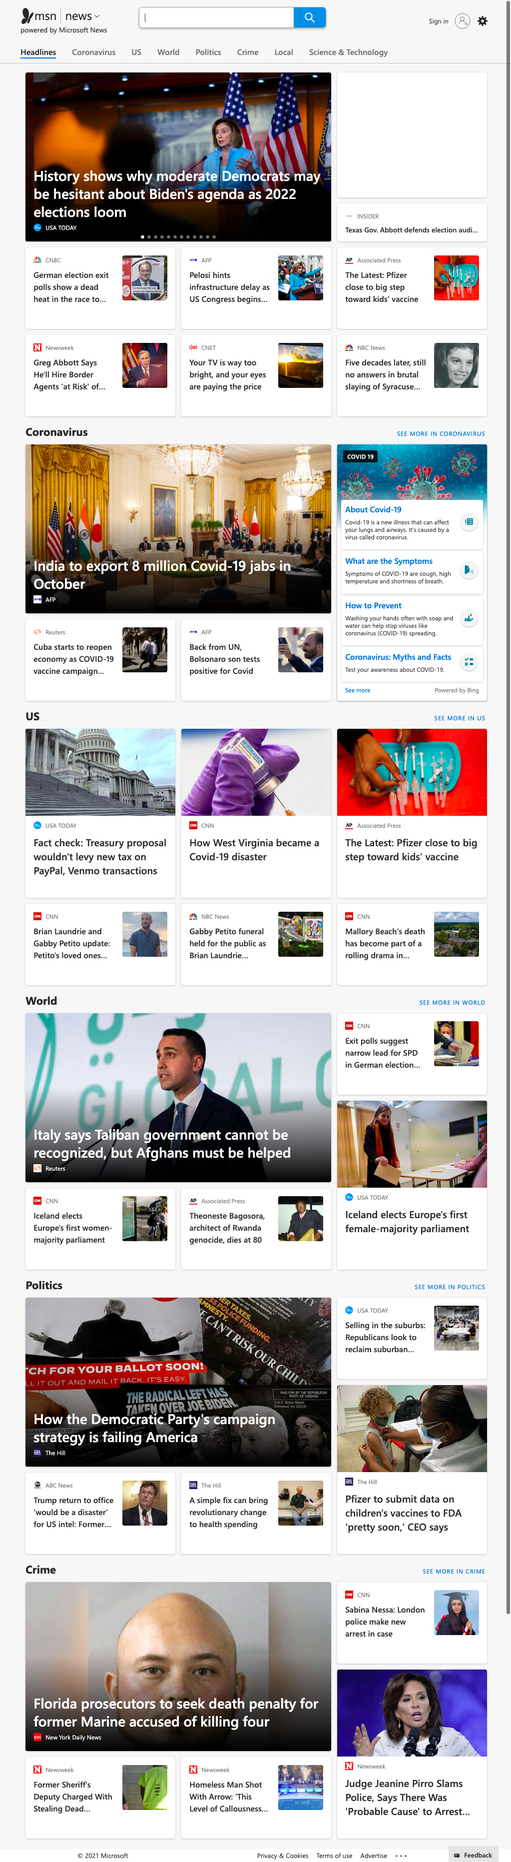 msn | news
powered by Microsoft News
Sign in
Headlines Coronavirus US World Politics Crime Local Science & Technology
History shows why moderate Democrats may
be hesitant about Biden's agenda as 2022
elections loom
USA TODAY
INSIDER
Texas Gov. Abbott defends election audi...
CNBC
German election exit
polls show a dead
heat in the race to...
AFP
Pelosi hints
infrastructure delay as
US Congress begins...
Associated Press
The Latest: Pfizer
close to big step
toward kids' vaccine
Newsweek
Greg Abbott Says
He'll Hire Border
Agents 'at Risk' of...
CNET
Your TV is way too
bright, and your eyes
are paying the price
NBC News
Five decades later, still
no answers in brutal
slaying of Syracuse...
Coronavirus
SEE MORE IN CORONAVIRUS
India to export 8 million Covid-19 jabs in
October
AFP
COVID 19
About Covid-19
Covid-19 is a new illness that can affect
your lungs and airways. It's caused by a
virus called coronavirus.
What are the Symptoms
Symptoms of COVID-19 are cough, high
temperature and shortness of breath.
How to Prevent
Washing your hands often with soap and
water can help stop viruses like
coronavirus (COVID-19) spreading.
Coronavirus: Myths and Facts
Test your awareness about COVID-19.
See more
Powered by Bing
Reuters
Cuba starts to reopen
economy as COVID-19
vaccine campaign...
AFP
Back from UN,
Bolsonaro son tests
positive for Covid
US
SEE MORE IN US
USA TODAY
Fact check: Treasury proposal
wouldn't levy new tax on
PayPal, Venmo transactions
CNN
How West Virginia became a
Covid-19 disaster
Associated Press
The Latest: Pfizer close to big
step toward kids' vaccine
CNN
Brian Laundrie and
Gabby Petito update:
Petito's loved ones...
NBC News
Gabby Petito funeral
held for the public as
Brian Laundrie...
CNN
Mallory Beach's death
has become part of a
rolling drama in...
World
SEE MORE IN WORLD
Italy says Taliban government cannot be
recognized, but Afghans must be helped
Reuters
CNN
Exit polls suggest
narrow lead for SPD
in German election...
USA TODAY
Iceland elects Europe's first
female-majority parliament
CNN
Iceland elects
Europe's first women-
majority parliament
Associated Press
Theoneste Bagosora,
architect of Rwanda
genocide, dies at 80
Politics
SEE MORE IN POLITICS
TCH FOR YOUR BALLOT SOON!
LL IT OUT AND MAIL IT BACK, IT'S EASY.
THE RADICAL LEFT HAS
TAKEN OVER JOE BIDEN.
How the Democratic Party's campaign
strategy is failing America
The Hill
USA TODAY
Selling in the suburbs:
Republicans look to
reclaim suburban...
The Hill
Pfizer to submit data on
children's vaccines to FDA
'pretty soon,' CEO says
ABC News
Trump return to office
'would be a disaster'
for US intel: Former...
The Hill
A simple fix can bring
revolutionary change
to health spending
Crime
SEE MORE IN CRIME
Florida prosecutors to seek death penalty for
former Marine accused of killing four
New York Daily News
CNN
Sabina Nessa: London
police make new
arrest in case
Newsweek
Judge Jeanine Pirro Slams
Police, Says There Was
'Probable Cause' to Arrest...
Newsweek
Former Sheriff's
Deputy Charged With
Stealing Dead...
Newsweek
Homeless Man Shot
With Arrow: 'This
Level of Callousness...
© 2021 Microsoft
Privacy & Cookies Terms of use Advertise
Feedback